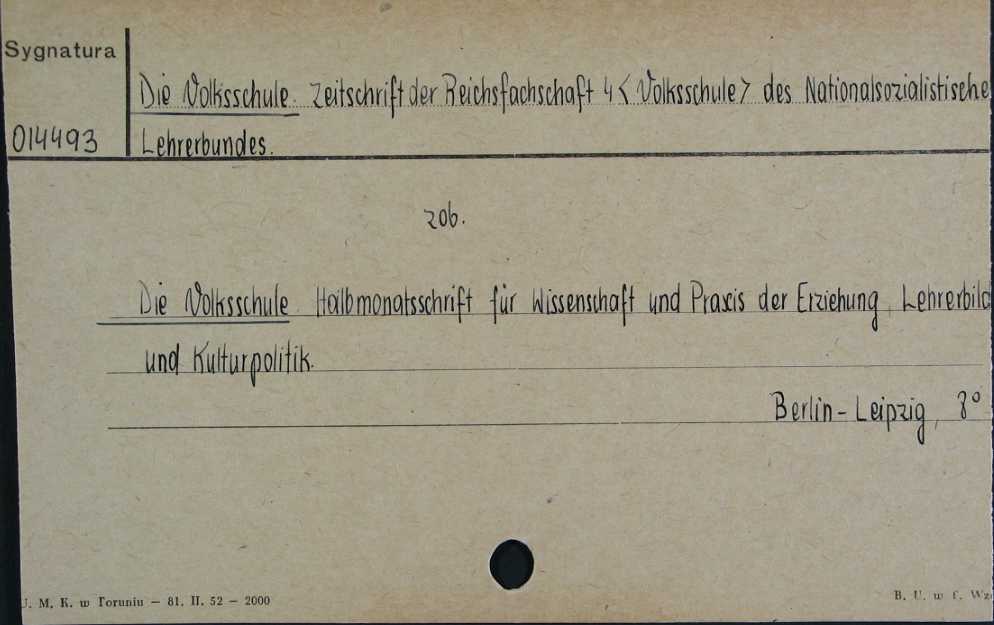 Sygnatura
Die Volksschule. Zeitschrift der Reichsfachschaft 4 <Volksschule> des Nationalsozialistische
014493
Lehrerbundes.
zob.
Die Volksschule. Halbmonatsschrift für Wissenschaft und Praxis der Erziehung, Lehrerbild
und Kulturpolitik.
Berlin-Leipzig, 8°
U. M. K. w Toruniu — 81. II. 52 — 2000
B. U. w T. Wz